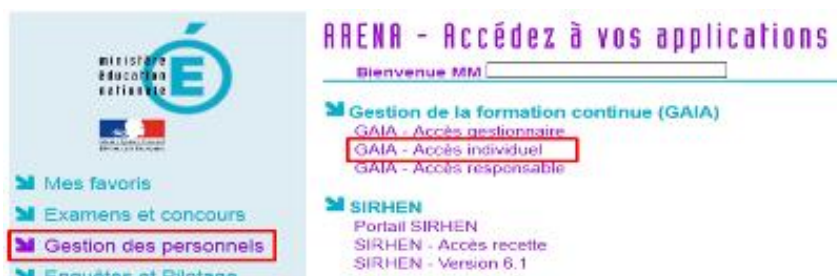 ministère
éducation
nationale
É
Mes favoris
Examens et concours
Gestion des personnels
Enquêtes et Pilotage
ARENA - Accédez à vos applications
Bienvenue MM
Gestion de la formation continue (GAIA)
GAIA - Accès gestionnaire
GAIA - Accès individuel
GAIA - Accès responsable
SIRHEN
Portail SIRHEN
SIRHEN - Accès recette
SIRHEN - Version 6.1